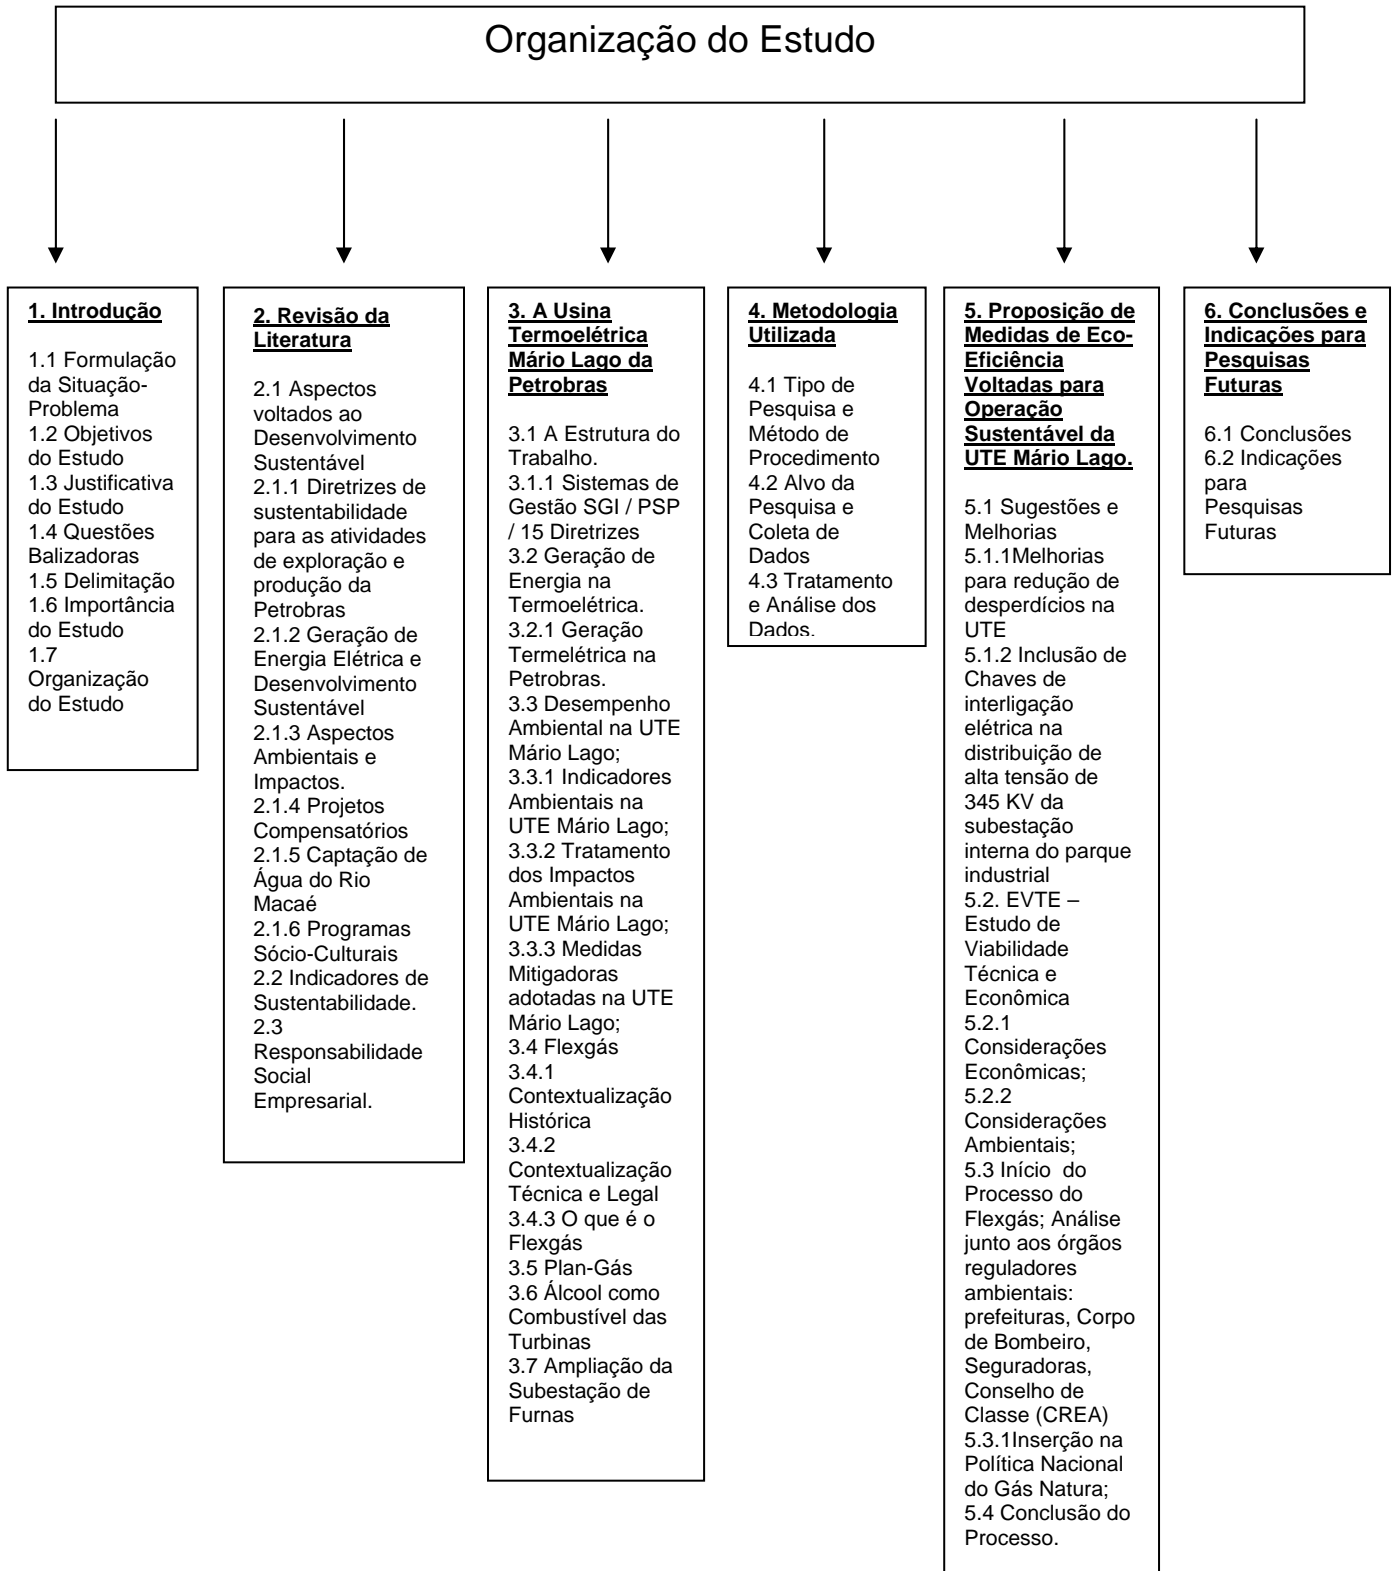 Organização do Estudo
1. Introdução
1.1 Formulação
da Situação-
Problema
1.2 Objetivos
do Estudo
1.3 Justificativa
do Estudo
1.4 Questões
Balizadoras
1.5 Delimitação
1.6 Importância
do Estudo
1.7
Organização
do Estudo
2. Revisão da
Literatura
2.1 Aspectos
voltados ao
Desenvolvimento
Sustentável
2.1.1 Diretrizes de
sustentabilidade
para as atividades
de exploração e
produção da
Petrobras
2.1.2 Geração de
Energia Elétrica e
Desenvolvimento
Sustentável
2.1.3 Aspectos
Ambientais e
Impactos.
2.1.4 Projetos
Compensatórios
2.1.5 Captação de
Água do Rio
Macaé
2.1.6 Programas
Sócio-Culturais
2.2 Indicadores de
Sustentabilidade.
2.3
Responsabilidade
Social
Empresarial.
3. A Usina
Termoelétrica
Mário Lago da
Petrobras
3.1 A Estrutura do
Trabalho.
3.1.1 Sistemas de
Gestão SGI / PSP
/ 15 Diretrizes
3.2 Geração de
Energia na
Termoelétrica.
3.2.1 Geração
Termelétrica na
Petrobras.
3.3 Desempenho
Ambiental na UTE
Mário Lago;
3.3.1 Indicadores
Ambientais na
UTE Mário Lago;
3.3.2 Tratamento
dos Impactos
Ambientais na
UTE Mário Lago;
3.3.3 Medidas
Mitigadoras
adotadas na UTE
Mário Lago;
3.4 Flexgás
3.4.1
Contextualização
Histórica
3.4.2
Contextualização
Técnica e Legal
3.4.3 O que é o
Flexgás
3.5 Plan-Gás
3.6 Álcool como
Combustível das
Turbinas
3.7 Ampliação da
Subestação de
Furnas
4. Metodologia
Utilizada
4.1 Tipo de
Pesquisa e
Método de
Procedimento
4.2 Alvo da
Pesquisa e
Coleta de
Dados
4.3 Tratamento
e Análise dos
Dados.
5. Proposição de
Medidas de Eco-
Eficiência
Voltadas para
Operação
Sustentável da
UTE Mário Lago.
5.1 Sugestões e
Melhorias
5.1.1Melhorias
para redução de
desperdícios na
UTE
5.1.2 Inclusão de
Chaves de
interligação
elétrica na
distribuição de
alta tensão de
345 KV da
subestação
interna do parque
industrial
5.2. EVTE –
Estudo de
Viabilidade
Técnica e
Econômica
5.2.1
Considerações
Econômicas;
5.2.2
Considerações
Ambientais;
5.3 Início  do
Processo do
Flexgás; Análise
junto aos órgãos
reguladores
ambientais:
prefeituras, Corpo
de Bombeiro,
Seguradoras,
Conselho de
Classe (CREA)
5.3.1Inserção na
Política Nacional
do Gás Natura;
5.4 Conclusão do
Processo.
6. Conclusões e
Indicações para
Pesquisas
Futuras
6.1 Conclusões
6.2 Indicações
para
Pesquisas
Futuras